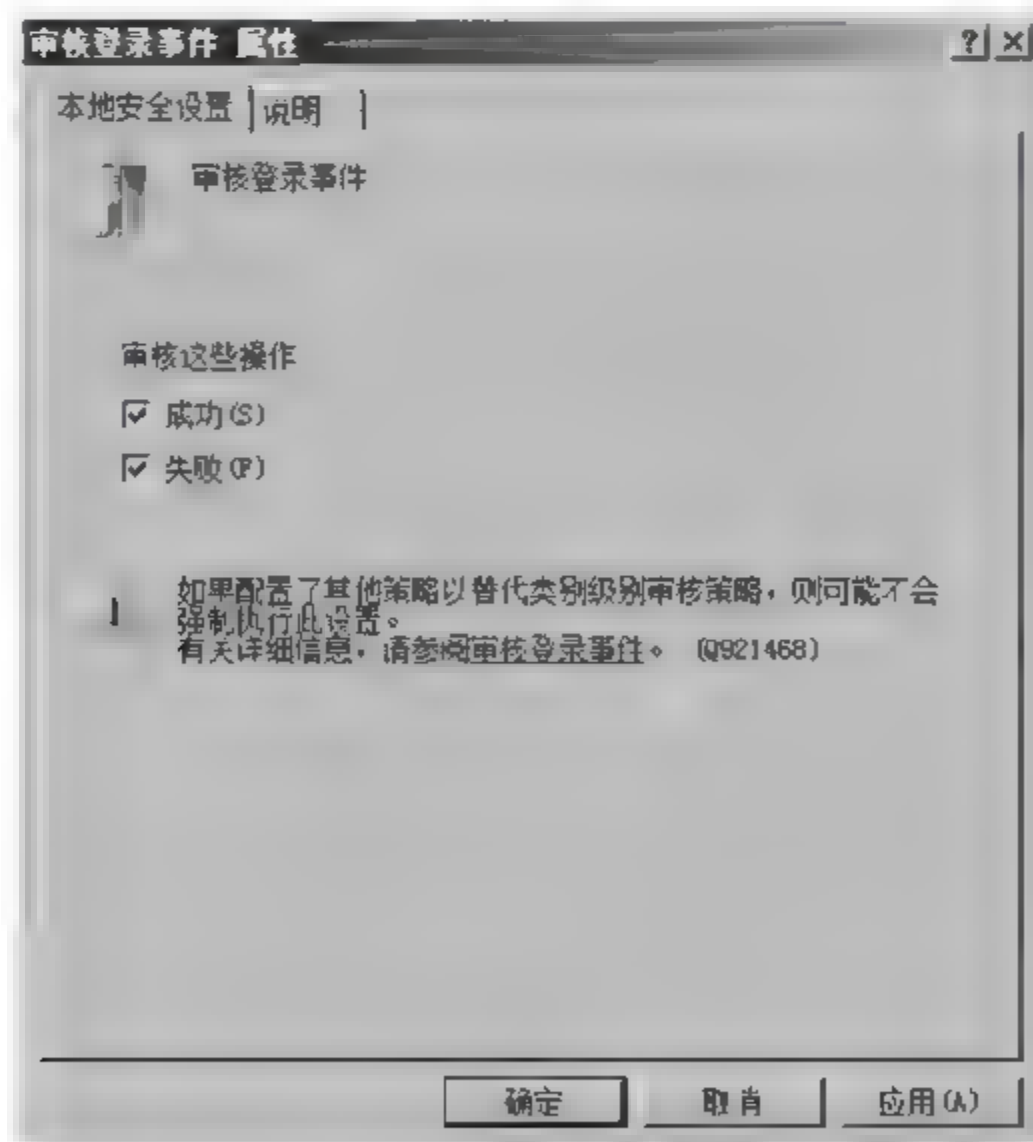 审核登录事件 属性
本地安全设置 说明
审核登录事件
审核这些操作
成功(S)
失败(F)
如果配置了其他策略以替代类别级别审核策略，则可能不会
强制执行此设置。
有关详细信息，请参阅审核登录事件。 (Q921468)
确定 取消 应用(A)